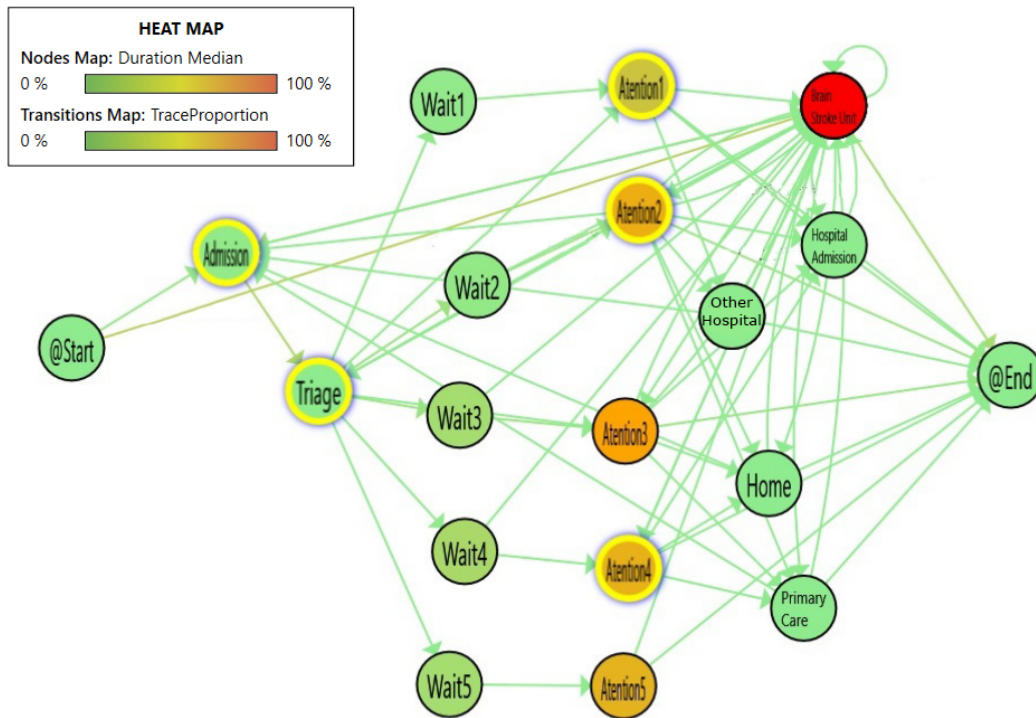 HEAT MAP
Nodes Map: Duration Median
0 %
100 %
Transitions Map: TraceProportion
0 %
100 %
Wait1
Atention1
Brain
Stroke Unit
Admission
Atention2
Hospital
Admission
Wait2
Other
Hospital
@Start
Triage
@End
Wait3
Atention3
Home
Wait4
Atention4
Primary
Care
Wait5
Atention5